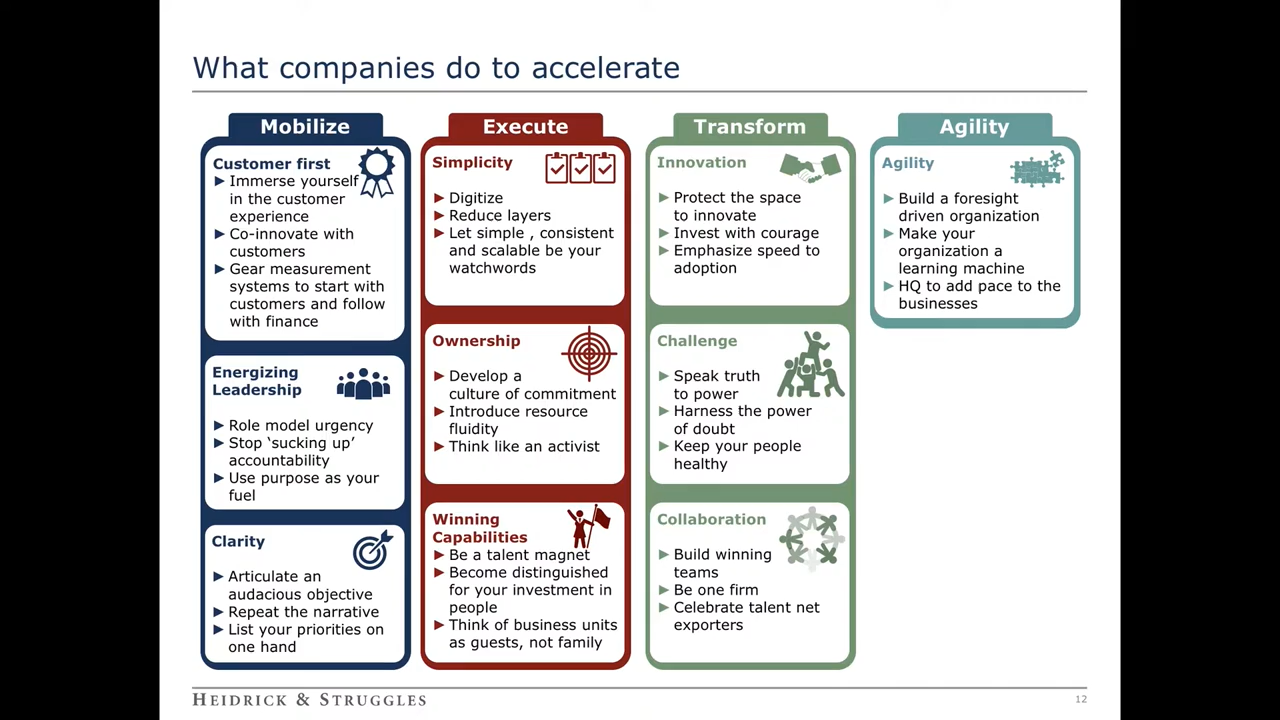 What companies do to accelerate
Mobilize
Customer first
► Immerse yourself
in the customer
experience
► Co-innovate with
customers
► Gear measurement
systems to start with
customers and follow
with finance
Energizing
Leadership
► Role model urgency
► Stop ‘sucking up’
accountability
► Use purpose as your
fuel
Clarity
► Articulate an
audacious objective
► Repeat the narrative
► List your priorities on
one hand
Execute
Simplicity
► Digitize
► Reduce layers
► Let simple , consistent
and scalable be your
watchwords
Ownership
► Develop a
culture of commitment
► Introduce resource
fluidity
► Think like an activist
Winning
Capabilities
► Be a talent magnet
► Become distinguished
for your investment in
people
► Think of business units
as guests, not family
Transform
Innovation
► Protect the space
to innovate
► Invest with courage
► Emphasize speed to
adoption
Challenge
► Speak truth
to power
► Harness the power
of doubt
► Keep your people
healthy
Collaboration
► Build winning
teams
► Be one firm
► Celebrate talent net
exporters
Agility
Agility
► Build a foresight
driven organization
► Make your
organization a
learning machine
► HQ to add pace to the
businesses
HEIDRICK & STRUGGLES
12